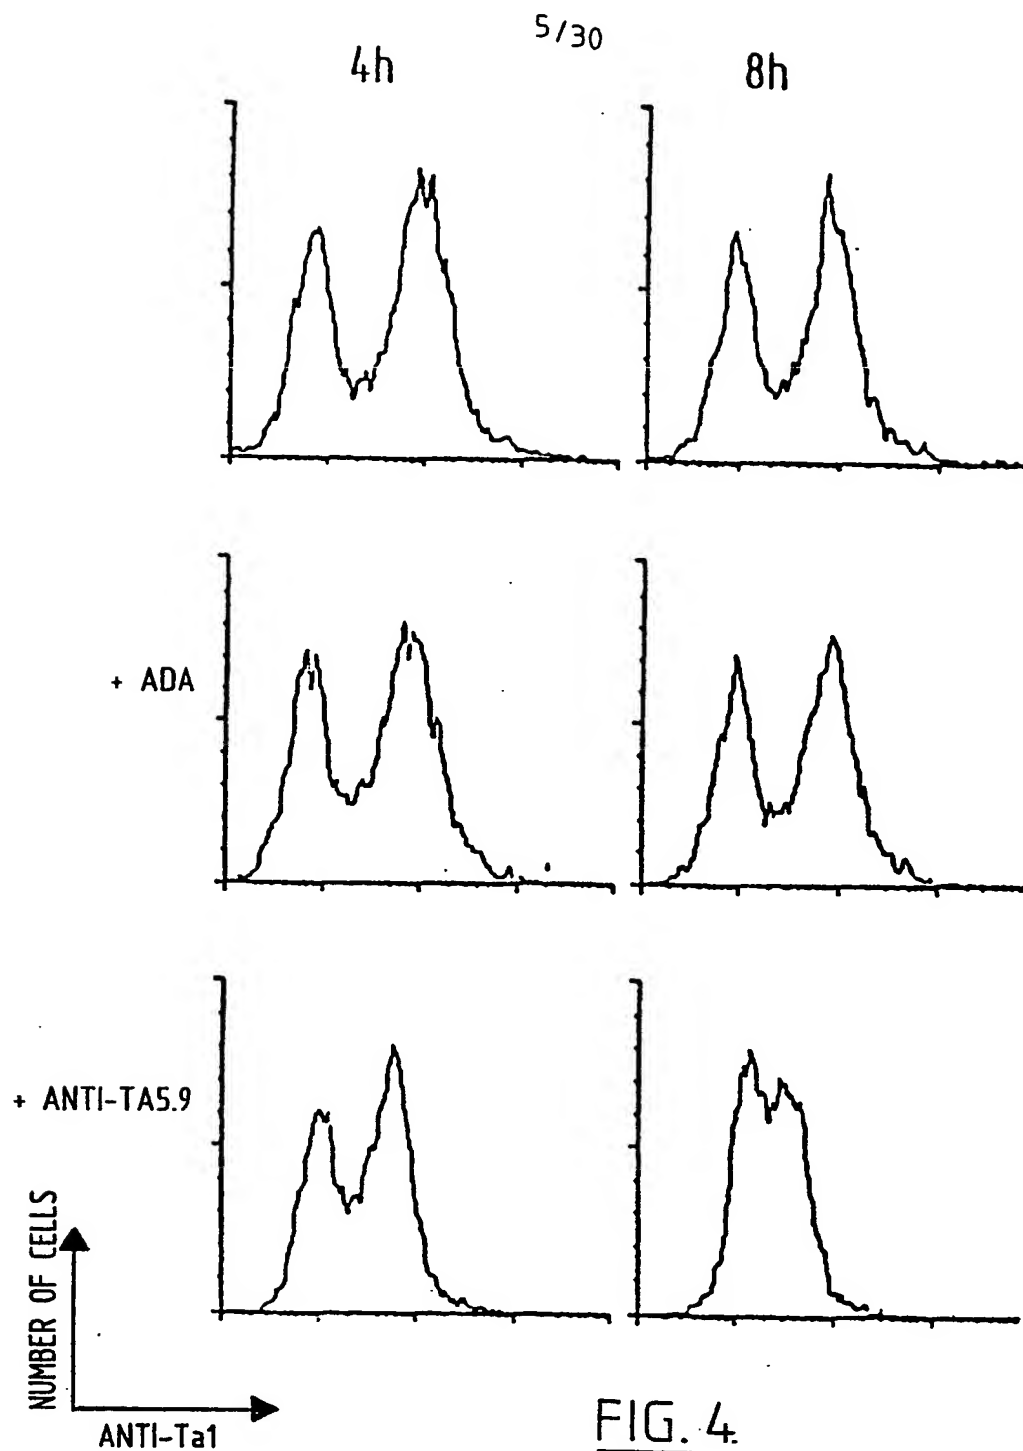 5/30
4h
8h
+ ADA
+ ANTI-TA5.9
NUMBER OF CELLS
ANTI-Ta1
FIG. 4.